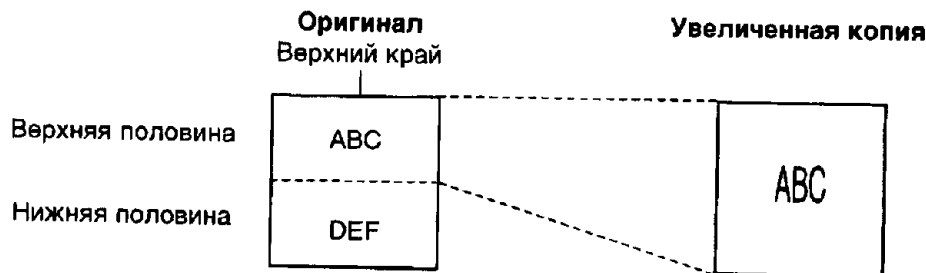 Оригинал
Верхний край
Увеличенная копия
Верхняя половина
ABC
ABC
Нижняя половина
DEF